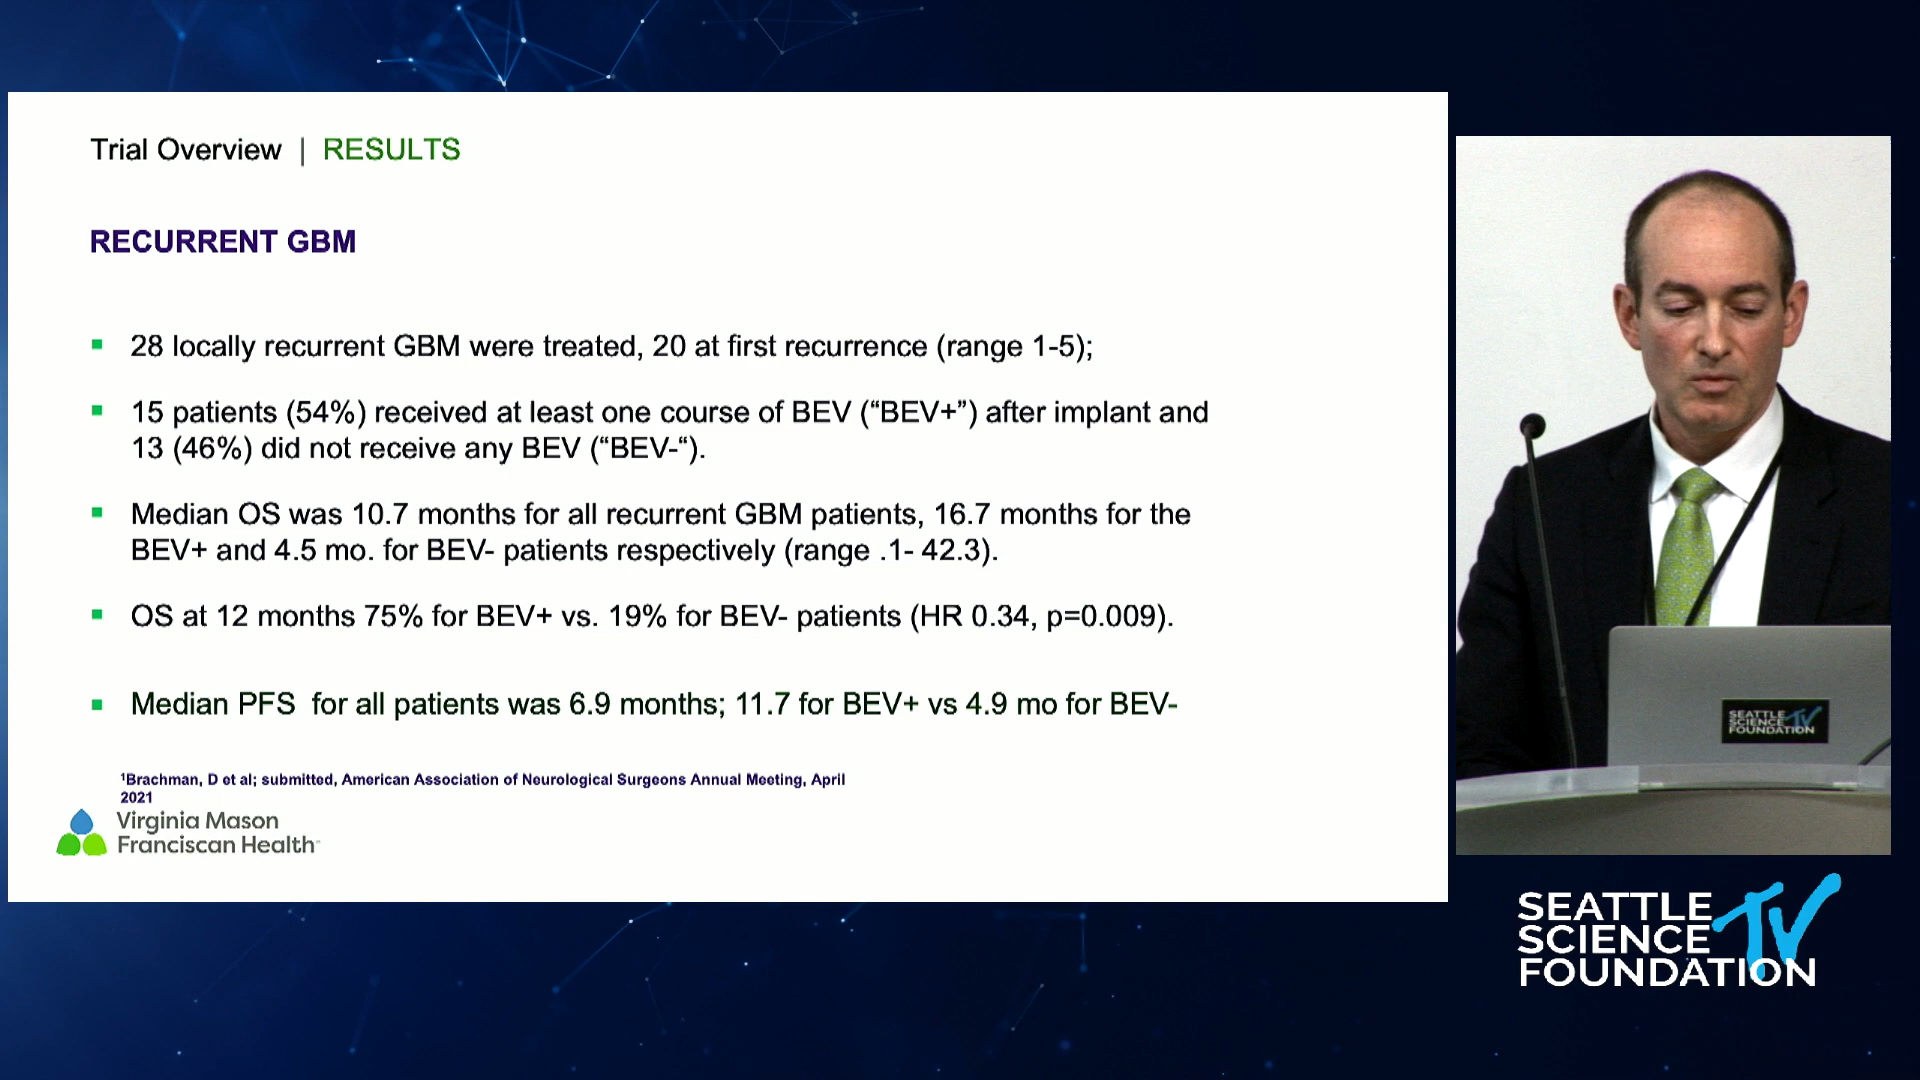 Trial Overview | RESULTS
RECURRENT GBM
▪ 28 locally recurrent GBM were treated, 20 at first recurrence (range 1-5);
▪ 15 patients (54%) received at least one course of BEV (“BEV+”) after implant and
13 (46%) did not receive any BEV (“BEV-“).
▪ Median OS was 10.7 months for all recurrent GBM patients, 16.7 months for the
BEV+ and 4.5 mo. for BEV- patients respectively (range .1- 42.3).
▪ OS at 12 months 75% for BEV+ vs. 19% for BEV- patients (HR 0.34, p=0.009).
▪ Median PFS for all patients was 6.9 months; 11.7 for BEV+ vs 4.9 mo for BEV-
¹Brachman, D et al; submitted, American Association of Neurological Surgeons Annual Meeting, April
2021
Virginia Mason
Franciscan Health
SEATTLE
SCIENCE TV
FOUNDATION
SEATTLE
SCIENCE TV
FOUNDATION